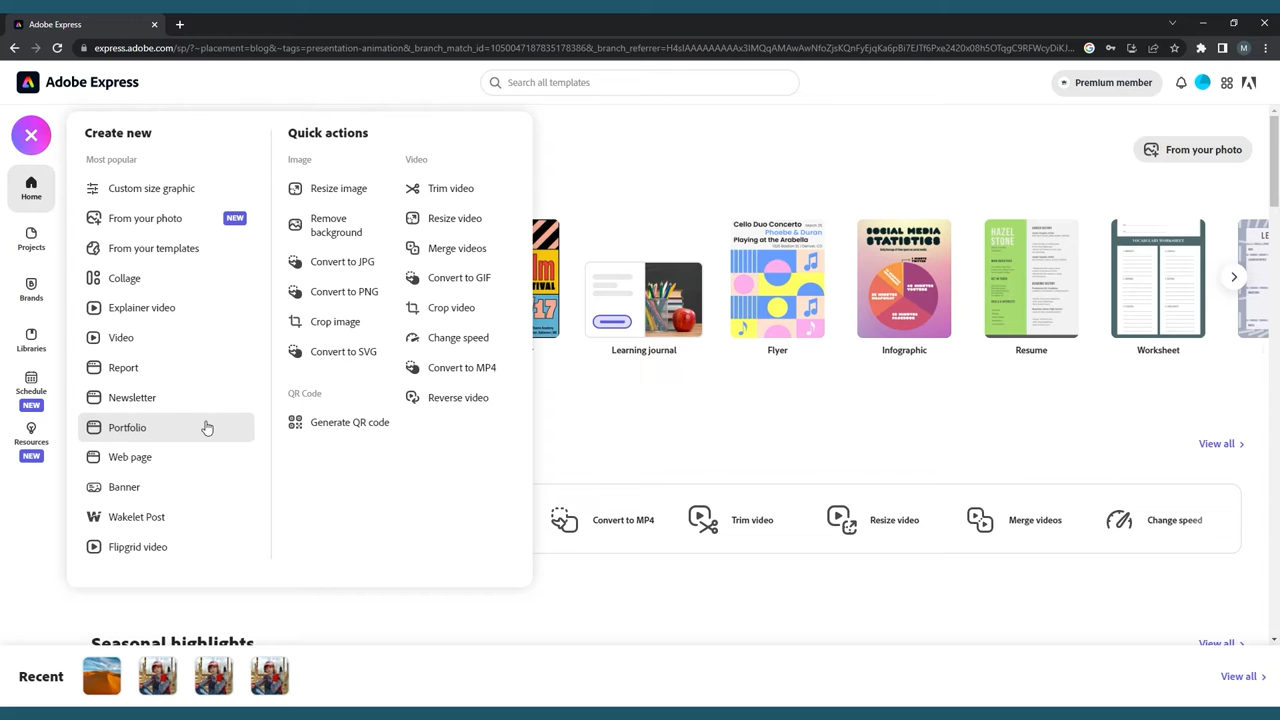 Adobe Express
express.adobe.com/sp/?~placement=blog&~tags=presentation-animation&_branch_match_id=1050047187835178386&_branch_referrer=
M
Adobe Express
Search all templates
Premium member
Home
Projects
Brands
Libraries
Schedule
NEW
Resources
NEW
Create new
Most popular
Custom size graphic
From your photo NEW
From your templates
Collage
Explainer video
Video
Report
Newsletter
Portfolio
Web page
Banner
Wakelet Post
Flipgrid video
Quick actions
Image
Resize image
Remove
background
Convert to JPG
Convert to PNG
Crop image
Convert to SVG
QR Code
Generate QR code
Video
Trim video
Resize video
Merge videos
Convert to GIF
Crop video
Change speed
Convert to MP4
Reverse video
From your photo
17
Cello Duo Concerto
Phoebe & Duran
Playing at the Arabella
SOCIAL MEDIA
STATISTICS
HAZEL
STONE
VOCABULARY WORKSHEET
Learning journal
Flyer
Infographic
Resume
Worksheet
View all
Convert to MP4
Trim video
Resize video
Merge videos
Change speed
Seasonal highlights
View all
Recent
View all